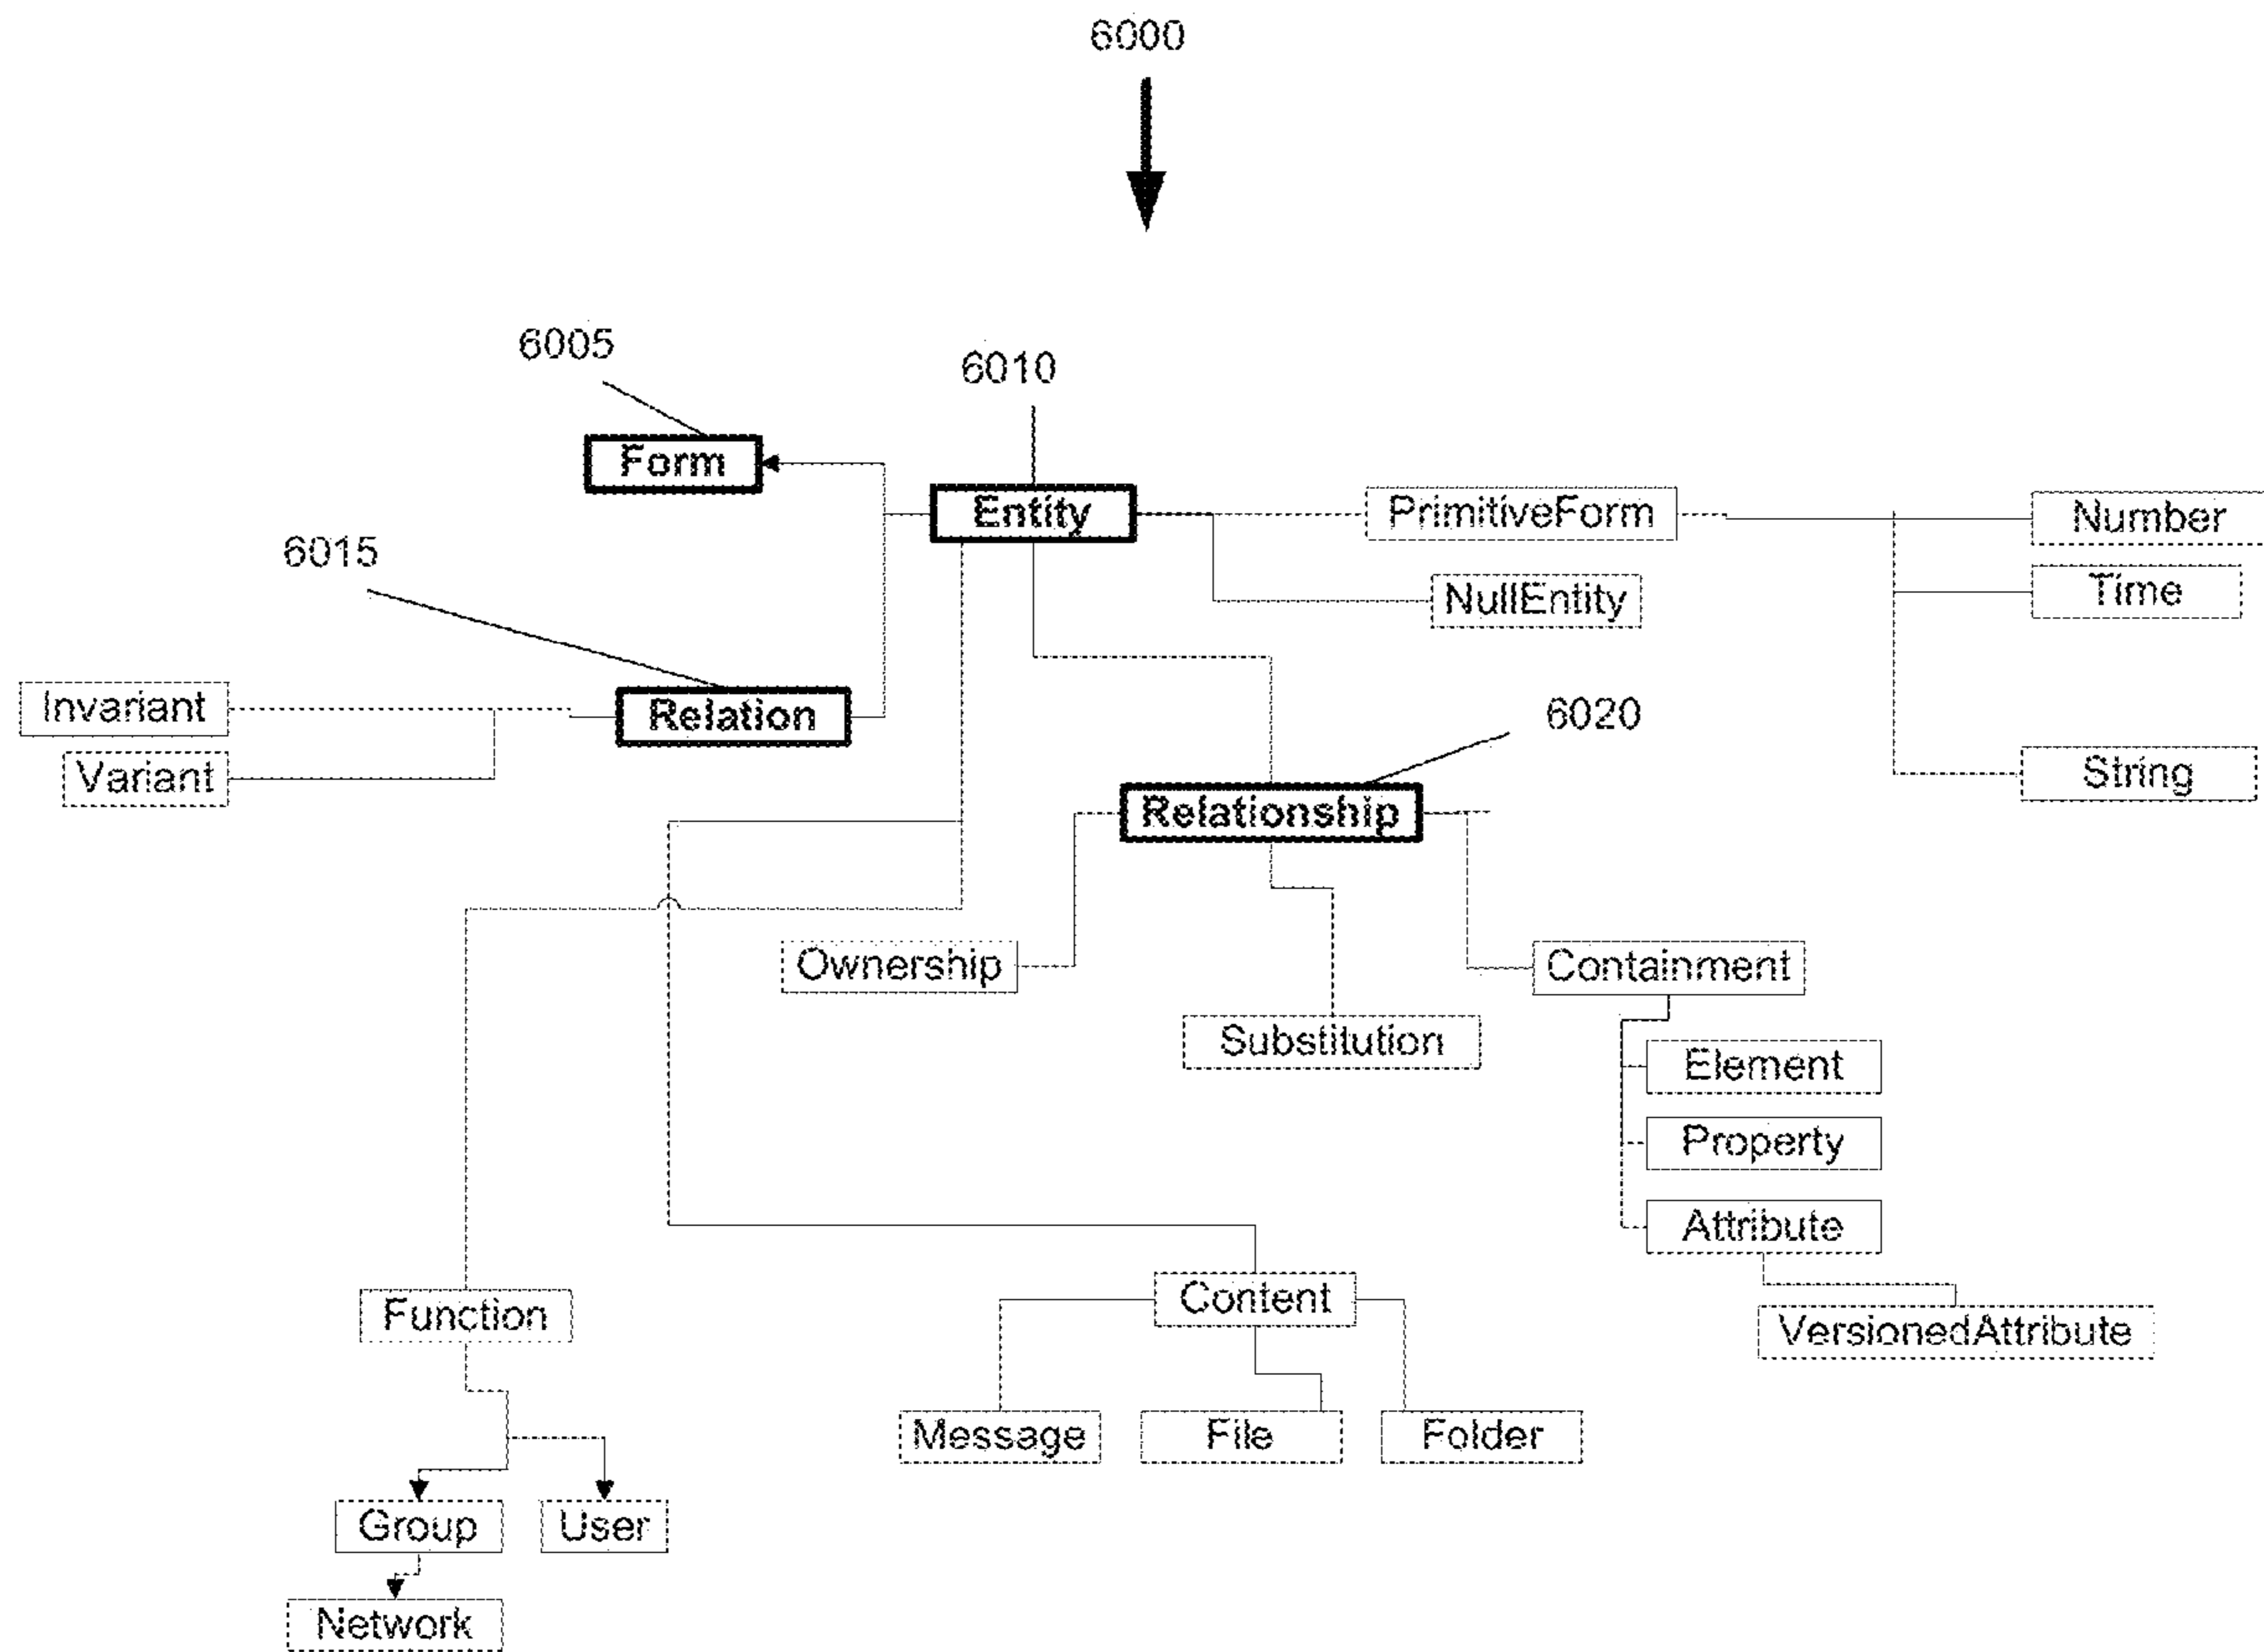 6000
6005
6010
Form
Entity
PrimitiveForm
Number
6015
NullEntity
Time
Invariant
Relation
6020
Variant
String
Relationship
Ownership
Containment
Substitution
Element
Property
Attribute
Content
Function
VersionedAttribute
Message
File
Folder
Group
User
Network